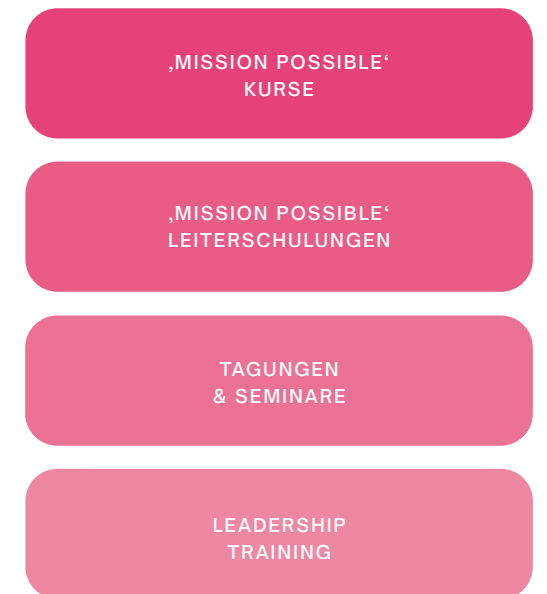 ‚MISSION POSSIBLE‘
KURSE
‚MISSION POSSIBLE‘
LEITERSCHULUNGEN
TAGUNGEN
& SEMINARE
LEADERSHIP
TRAINING